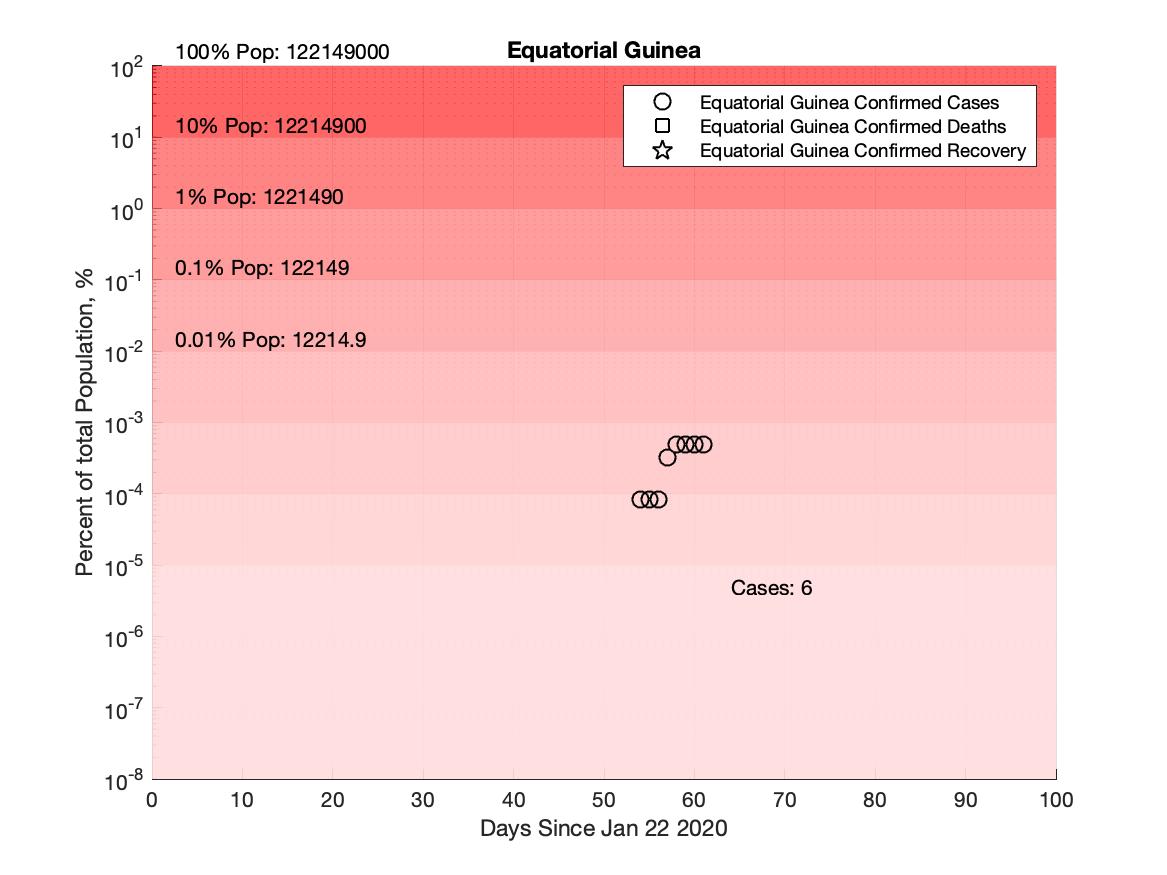 Equatorial Guinea
100% Pop: 122149000
10% Pop: 12214900
1% Pop: 1221490
0.1% Pop: 122149
0.01% Pop: 12214.9
Equatorial Guinea Confirmed Cases
Equatorial Guinea Confirmed Deaths
Equatorial Guinea Confirmed Recovery
Cases: 6
Percent of total Population, %
10^2
10^1
10^0
10^-1
10^-2
10^-3
10^-4
10^-5
10^-6
10^-7
10^-8
0 10 20 30 40 50 60 70 80 90 100
Days Since Jan 22 2020